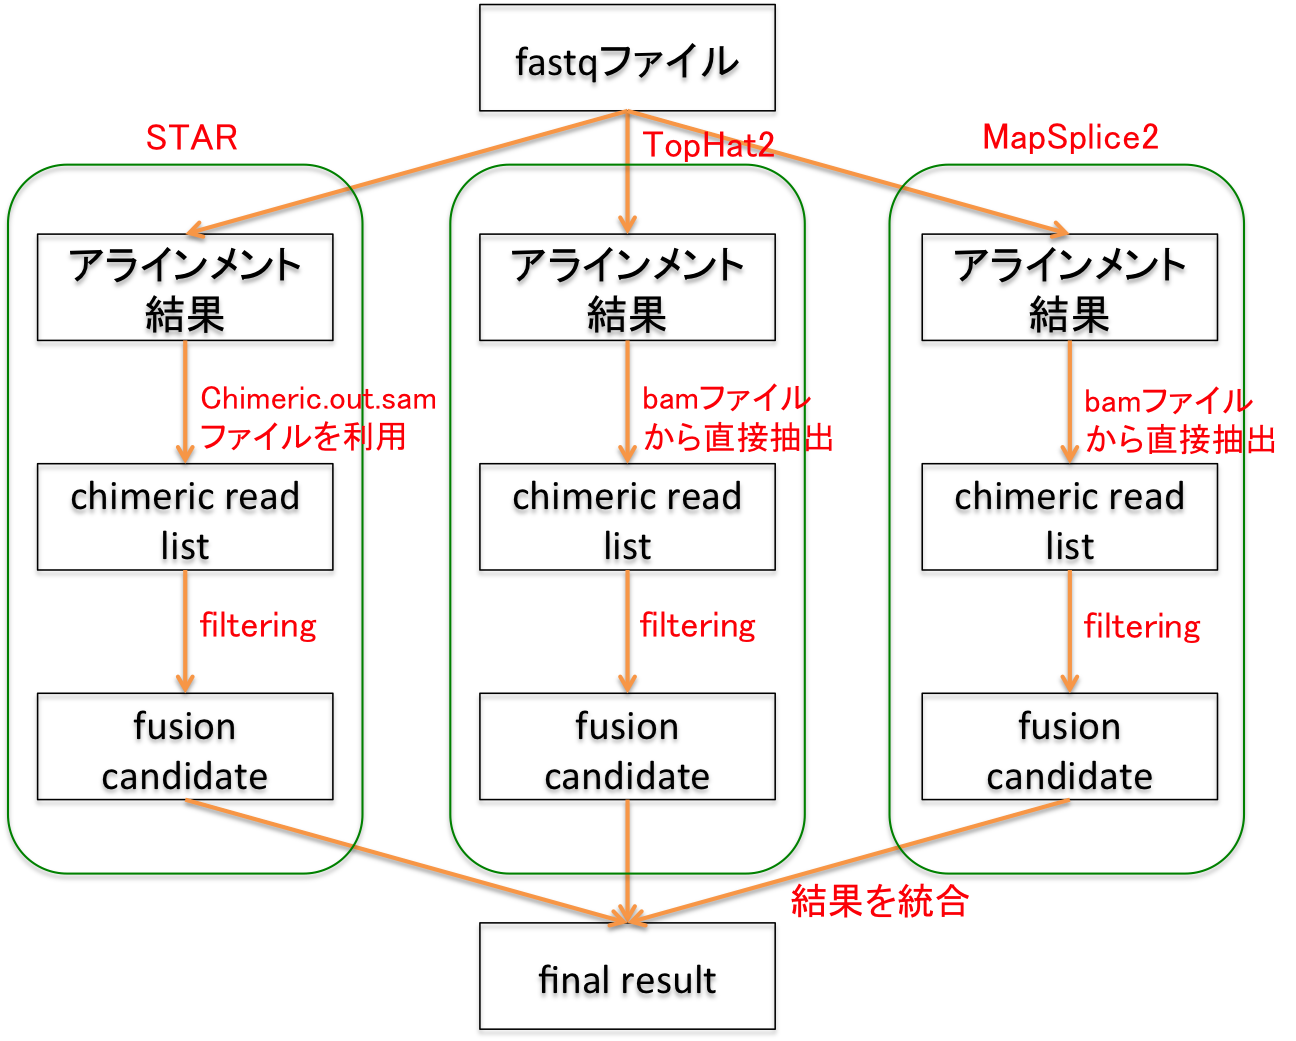 fastqファイル
STAR
TopHat2
MapSplice2
アラインメント
結果
アラインメント
結果
アラインメント
結果
Chimeric.out.sam
ファイルを利用
bamファイル
から直接抽出
bamファイル
から直接抽出
chimeric read
list
chimeric read
list
chimeric read
list
filtering
filtering
filtering
fusion
candidate
fusion
candidate
fusion
candidate
結果を統合
final result